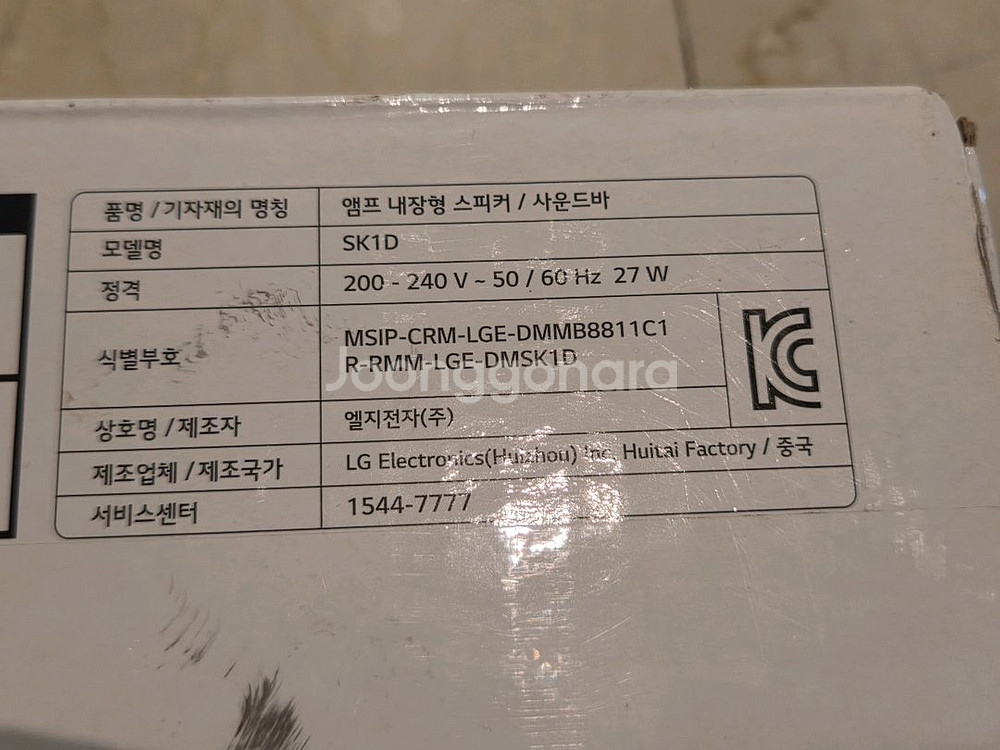 품명 / 기자재의 명칭 앰프 내장형 스피커 / 사운드바
모델명 SK1D
정격 200 - 240 V ~ 50 / 60 Hz 27 W
식별부호 MSIP-CRM-LGE-DMMB8811C1
R-RMM-LGE-DMSK1D
Joonggonara
상호명 / 제조자 엘지전자(주)
제조업체 / 제조국가 LG Electronics(Huizhou) Inc. Huitai Factory / 중국
서비스센터 1544-7777